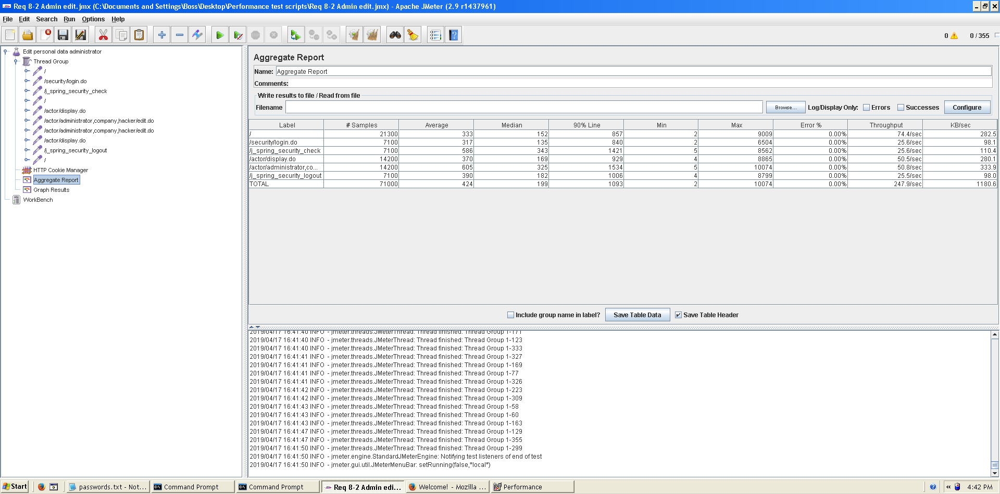 Req 8-2 Admin edit.jmx (C:\Documents and Settings\Boss\Desktop\Performance test scripts\Req 8-2 Admin edit.jmx) - Apache JMeter (2.9 r1437961)
File Edit Search Run Options Help
0 0 / 355
Edit personal data administrator
Thread Group
/
/security/login.do
/j_spring_security_check
/
/actor/display.do
/actor/administrator,company,hacker/edit.do
/actor/administrator,company,hacker/edit.do
/actor/display.do
/j_spring_security_logout
/
HTTP Cookie Manager
Aggregate Report
Graph Results
WorkBench
Aggregate Report
Name: Aggregate Report
Comments:
Write results to file / Read from file
Filename Browse... Log/Display Only: Errors Successes Configure
Label # Samples Average Median 90% Line Min Max Error % Throughput KB/sec
/ 21300 333 152 857 2 9009 0.00% 74.4/sec 282.5
/security/login.do 7100 317 135 840 2 6504 0.00% 25.6/sec 98.1
/j_spring_security_check 7100 586 343 1421 5 8562 0.00% 25.6/sec 110.4
/actor/display.do 14200 370 169 929 4 8865 0.00% 50.5/sec 280.1
/actor/administrator,co... 14200 605 325 1534 5 10074 0.00% 50.8/sec 333.9
/j_spring_security_logout 7100 390 182 1006 4 8799 0.00% 25.5/sec 98.0
TOTAL 71000 424 199 1093 2 10074 0.00% 247.9/sec 1180.6
Include group name in label? Save Table Data Save Table Header
2019/04/17 16:41:40 INFO - jmeter.threads.JMeterThread: Thread finished: Thread Group 1-171
2019/04/17 16:41:40 INFO - jmeter.threads.JMeterThread: Thread finished: Thread Group 1-123
2019/04/17 16:41:40 INFO - jmeter.threads.JMeterThread: Thread finished: Thread Group 1-333
2019/04/17 16:41:41 INFO - jmeter.threads.JMeterThread: Thread finished: Thread Group 1-327
2019/04/17 16:41:41 INFO - jmeter.threads.JMeterThread: Thread finished: Thread Group 1-169
2019/04/17 16:41:41 INFO - jmeter.threads.JMeterThread: Thread finished: Thread Group 1-77
2019/04/17 16:41:41 INFO - jmeter.threads.JMeterThread: Thread finished: Thread Group 1-326
2019/04/17 16:41:42 INFO - jmeter.threads.JMeterThread: Thread finished: Thread Group 1-223
2019/04/17 16:41:42 INFO - jmeter.threads.JMeterThread: Thread finished: Thread Group 1-309
2019/04/17 16:41:43 INFO - jmeter.threads.JMeterThread: Thread finished: Thread Group 1-58
2019/04/17 16:41:43 INFO - jmeter.threads.JMeterThread: Thread finished: Thread Group 1-60
2019/04/17 16:41:43 INFO - jmeter.threads.JMeterThread: Thread finished: Thread Group 1-163
2019/04/17 16:41:47 INFO - jmeter.threads.JMeterThread: Thread finished: Thread Group 1-129
2019/04/17 16:41:47 INFO - jmeter.threads.JMeterThread: Thread finished: Thread Group 1-355
2019/04/17 16:41:50 INFO - jmeter.threads.JMeterThread: Thread finished: Thread Group 1-299
2019/04/17 16:41:50 INFO - jmeter.engine.StandardJMeterEngine: Notifying test listeners of end of test
2019/04/17 16:41:50 INFO - jmeter.gui.util.JMeterMenuBar: setRunning(false,*local*)
Start passwords.txt - Not... Command Prompt Command Prompt Req 8-2 Admin edi... Welcome! - Mozilla ... Performance « 4:42 PM